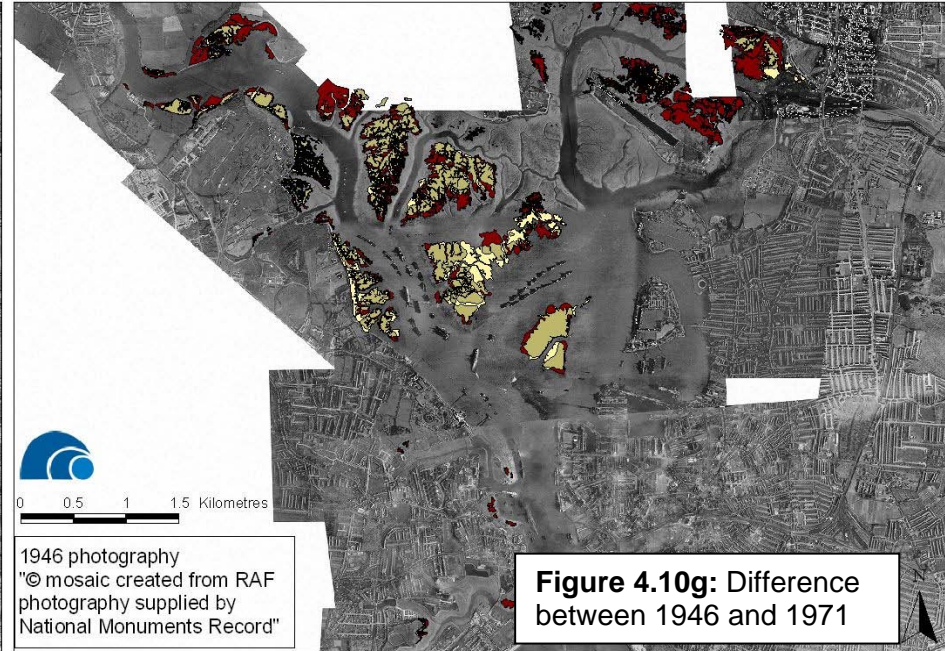 0 0.5 1 1.5 Kilometres
1946 photography
"© mosaic created from RAF
photography supplied by
National Monuments Record"
Figure 4.10g: Difference
between 1946 and 1971
N